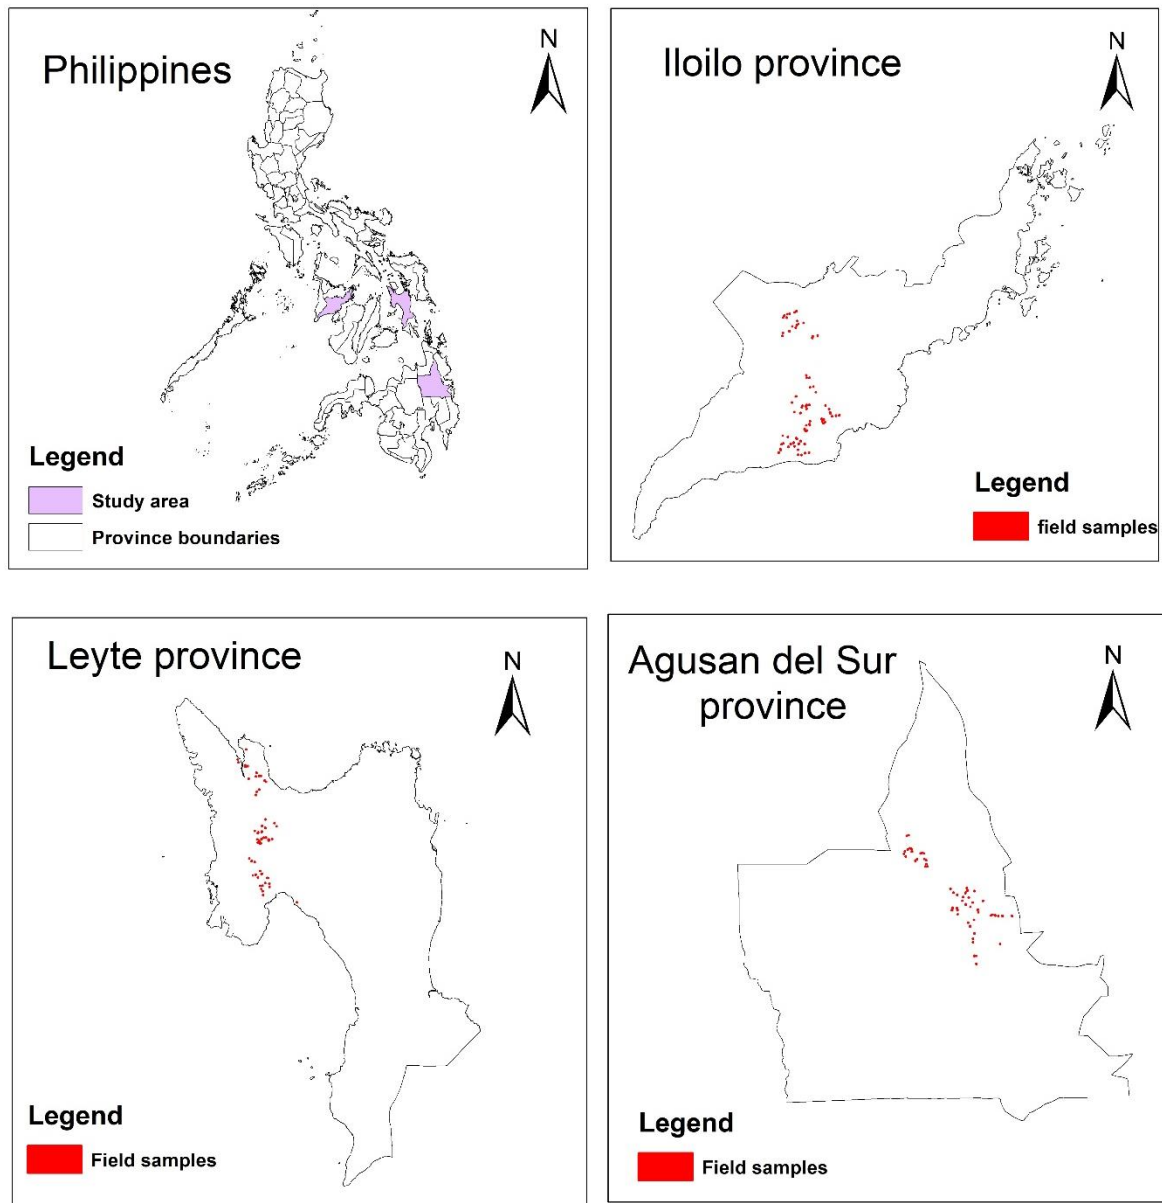 Philippines
N
Legend
Study area
Province boundaries
Iloilo province
N
Legend
field samples
Leyte province
N
Legend
Field samples
Agusan del Sur
province
N
Legend
Field samples